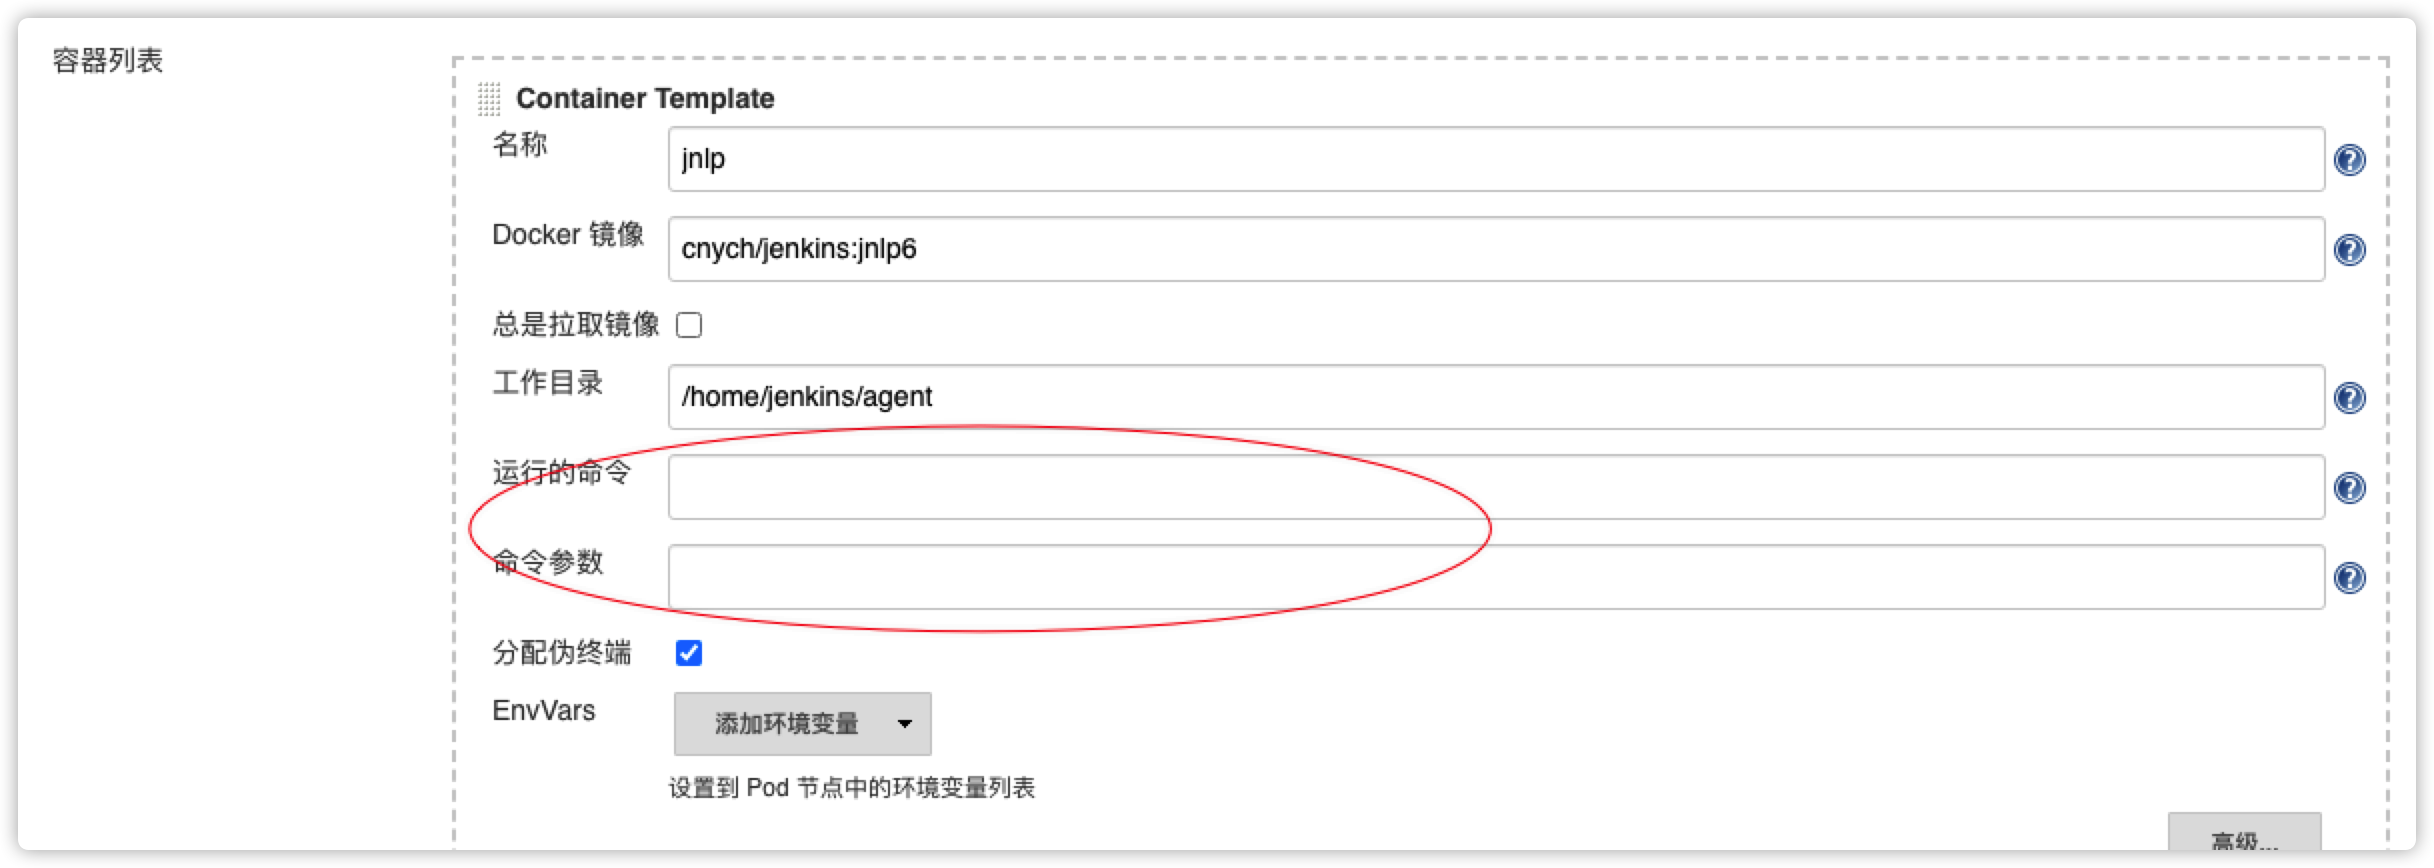 容器列表
Container Template
名称
jnlp
Docker 镜像
cnych/jenkins:jnlp6
总是拉取镜像
工作目录
/home/jenkins/agent
运行的命令
命令参数
分配伪终端
EnvVars
添加环境变量
设置到 Pod 节点中的环境变量列表
高级...